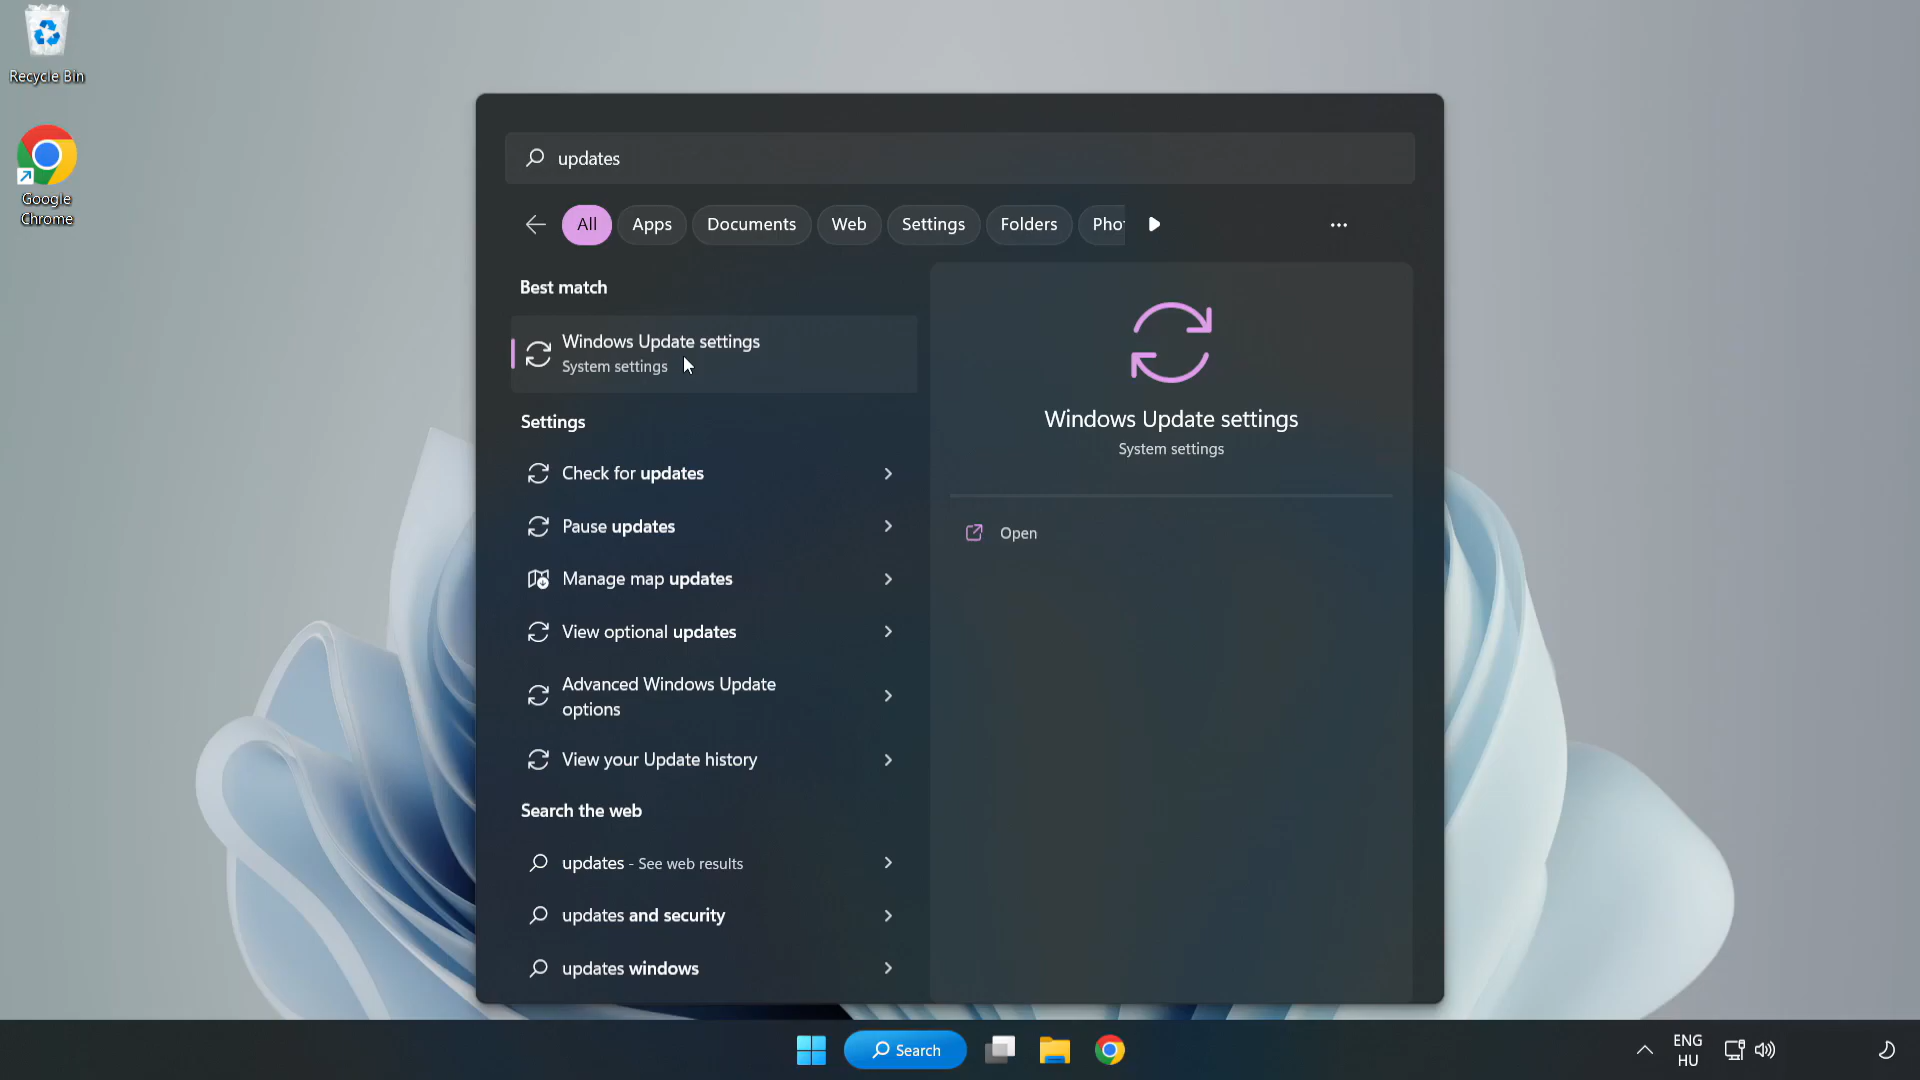 Recycle Bin
Google
Chrome
updates
All
Apps
Documents
Web
Settings
Folders
Best match
Windows Update settings
System settings
Settings
Check for updates
Pause updates
Manage map updates
View optional updates
Advanced Windows Update
options
View your Update history
Search the web
updates - See web results
updates and security
updates windows
Windows Update settings
System settings
Open
Search
ENG
HU